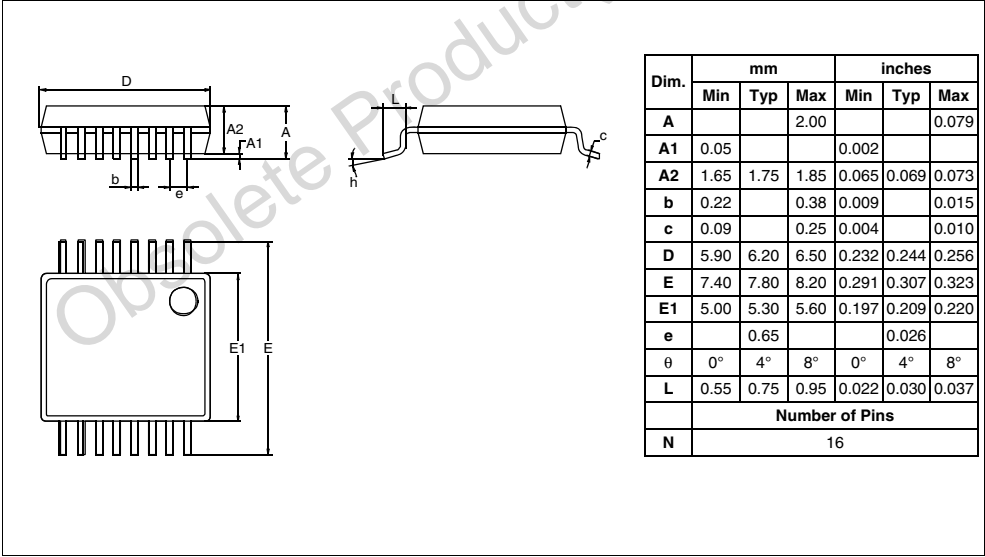 Obsolete Product
D
A2
A
A1
b
e
L
c
h
E1
E
Dim. mm inches
Min Typ Max Min Typ Max
A 2.00 0.079
A1 0.05 0.002
A2 1.65 1.75 1.85 0.065 0.069 0.073
b 0.22 0.38 0.009 0.015
c 0.09 0.25 0.004 0.010
D 5.90 6.20 6.50 0.232 0.244 0.256
E 7.40 7.80 8.20 0.291 0.307 0.323
E1 5.00 5.30 5.60 0.197 0.209 0.220
e 0.65 0.026
θ 0° 4° 8° 0° 4° 8°
L 0.55 0.75 0.95 0.022 0.030 0.037
Number of Pins
N 16